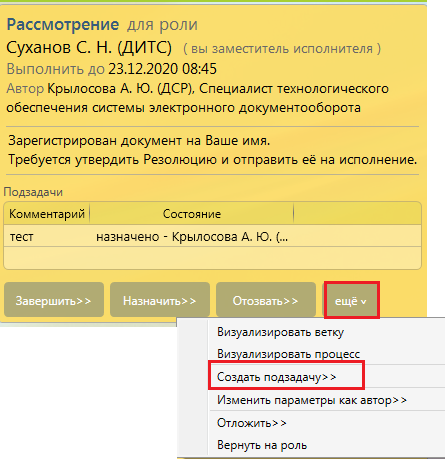 Рассмотрение для роли
Суханов С. Н. (ДИТС) ( вы заместитель исполнителя )
Выполнить до 23.12.2020 08:45
Автор Крылосова А. Ю. (ДСР), Специалист технологического
обеспечения системы электронного документооборота
Зарегистрирован документ на Ваше имя.
Требуется утвердить Резолюцию и отправить её на исполнение.
Подзадачи
Комментарий Состояние
тест назначено - Крылосова А. Ю. (...
Завершить>> Назначить>> Отозвать>> ещё v
Визуализировать ветку
Визуализировать процесс
Создать подзадачу>>
Изменить параметры как автор>>
Отложить>>
Вернуть на роль